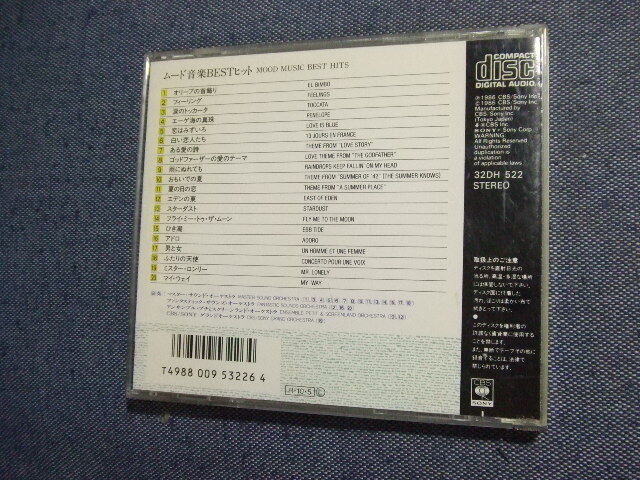 ムード音楽BESTヒット MOOD MUSIC BEST HITS
1 オリーブの首飾り EL BIMBO
2 フィーリング FEELINGS
3 涙のトッカータ TOCCATA
4 エーゲ海の真珠 PENELOPE
5 恋はみずいろ LOVE IS BLUE
6 白い恋人たち 13 JOURS EN FRANCE
7 ある愛の詩 THEME FROM "LOVE STORY"
8 ゴッドファーザーの愛のテーマ LOVE THEME FROM "THE GODFATHER"
9 雨にぬれても RAINDROPS KEEP FALLIN' ON MY HEAD
10 おもいでの夏 THEME FROM "SUMMER OF '42" (THE SUMMER KNOWS)
11 夏の日の恋 THEME FROM "A SUMMER PLACE"
12 エデンの東 EAST OF EDEN
13 スターダスト STARDUST
14 フライ・ミー・トゥ・ザ・ムーン FLY ME TO THE MOON
15 ひき潮 EBB TIDE
16 アドロ ADORO
17 男と女 UN HOMME ET UNE FEMME
18 ふたりの天使 CONCERTO POUR UNE VOIX
19 ミスター・ロンリー MR. LONELY
20 マイ・ウェイ MY WAY
T4988 009 53226 4
COMPACT
disc
DIGITAL AUDIO
℗1986 CBS/Sony Inc.
©1986 CBS/Sony Inc.
Manufactured by
CBS/Sony Inc.
(Tokyo Japan)
SONY Sony Corp
WARNING:
Unauthorized
duplication is
a violation
of applicable laws
32DH 522
STEREO
取扱上のご注意
CBS
SONY